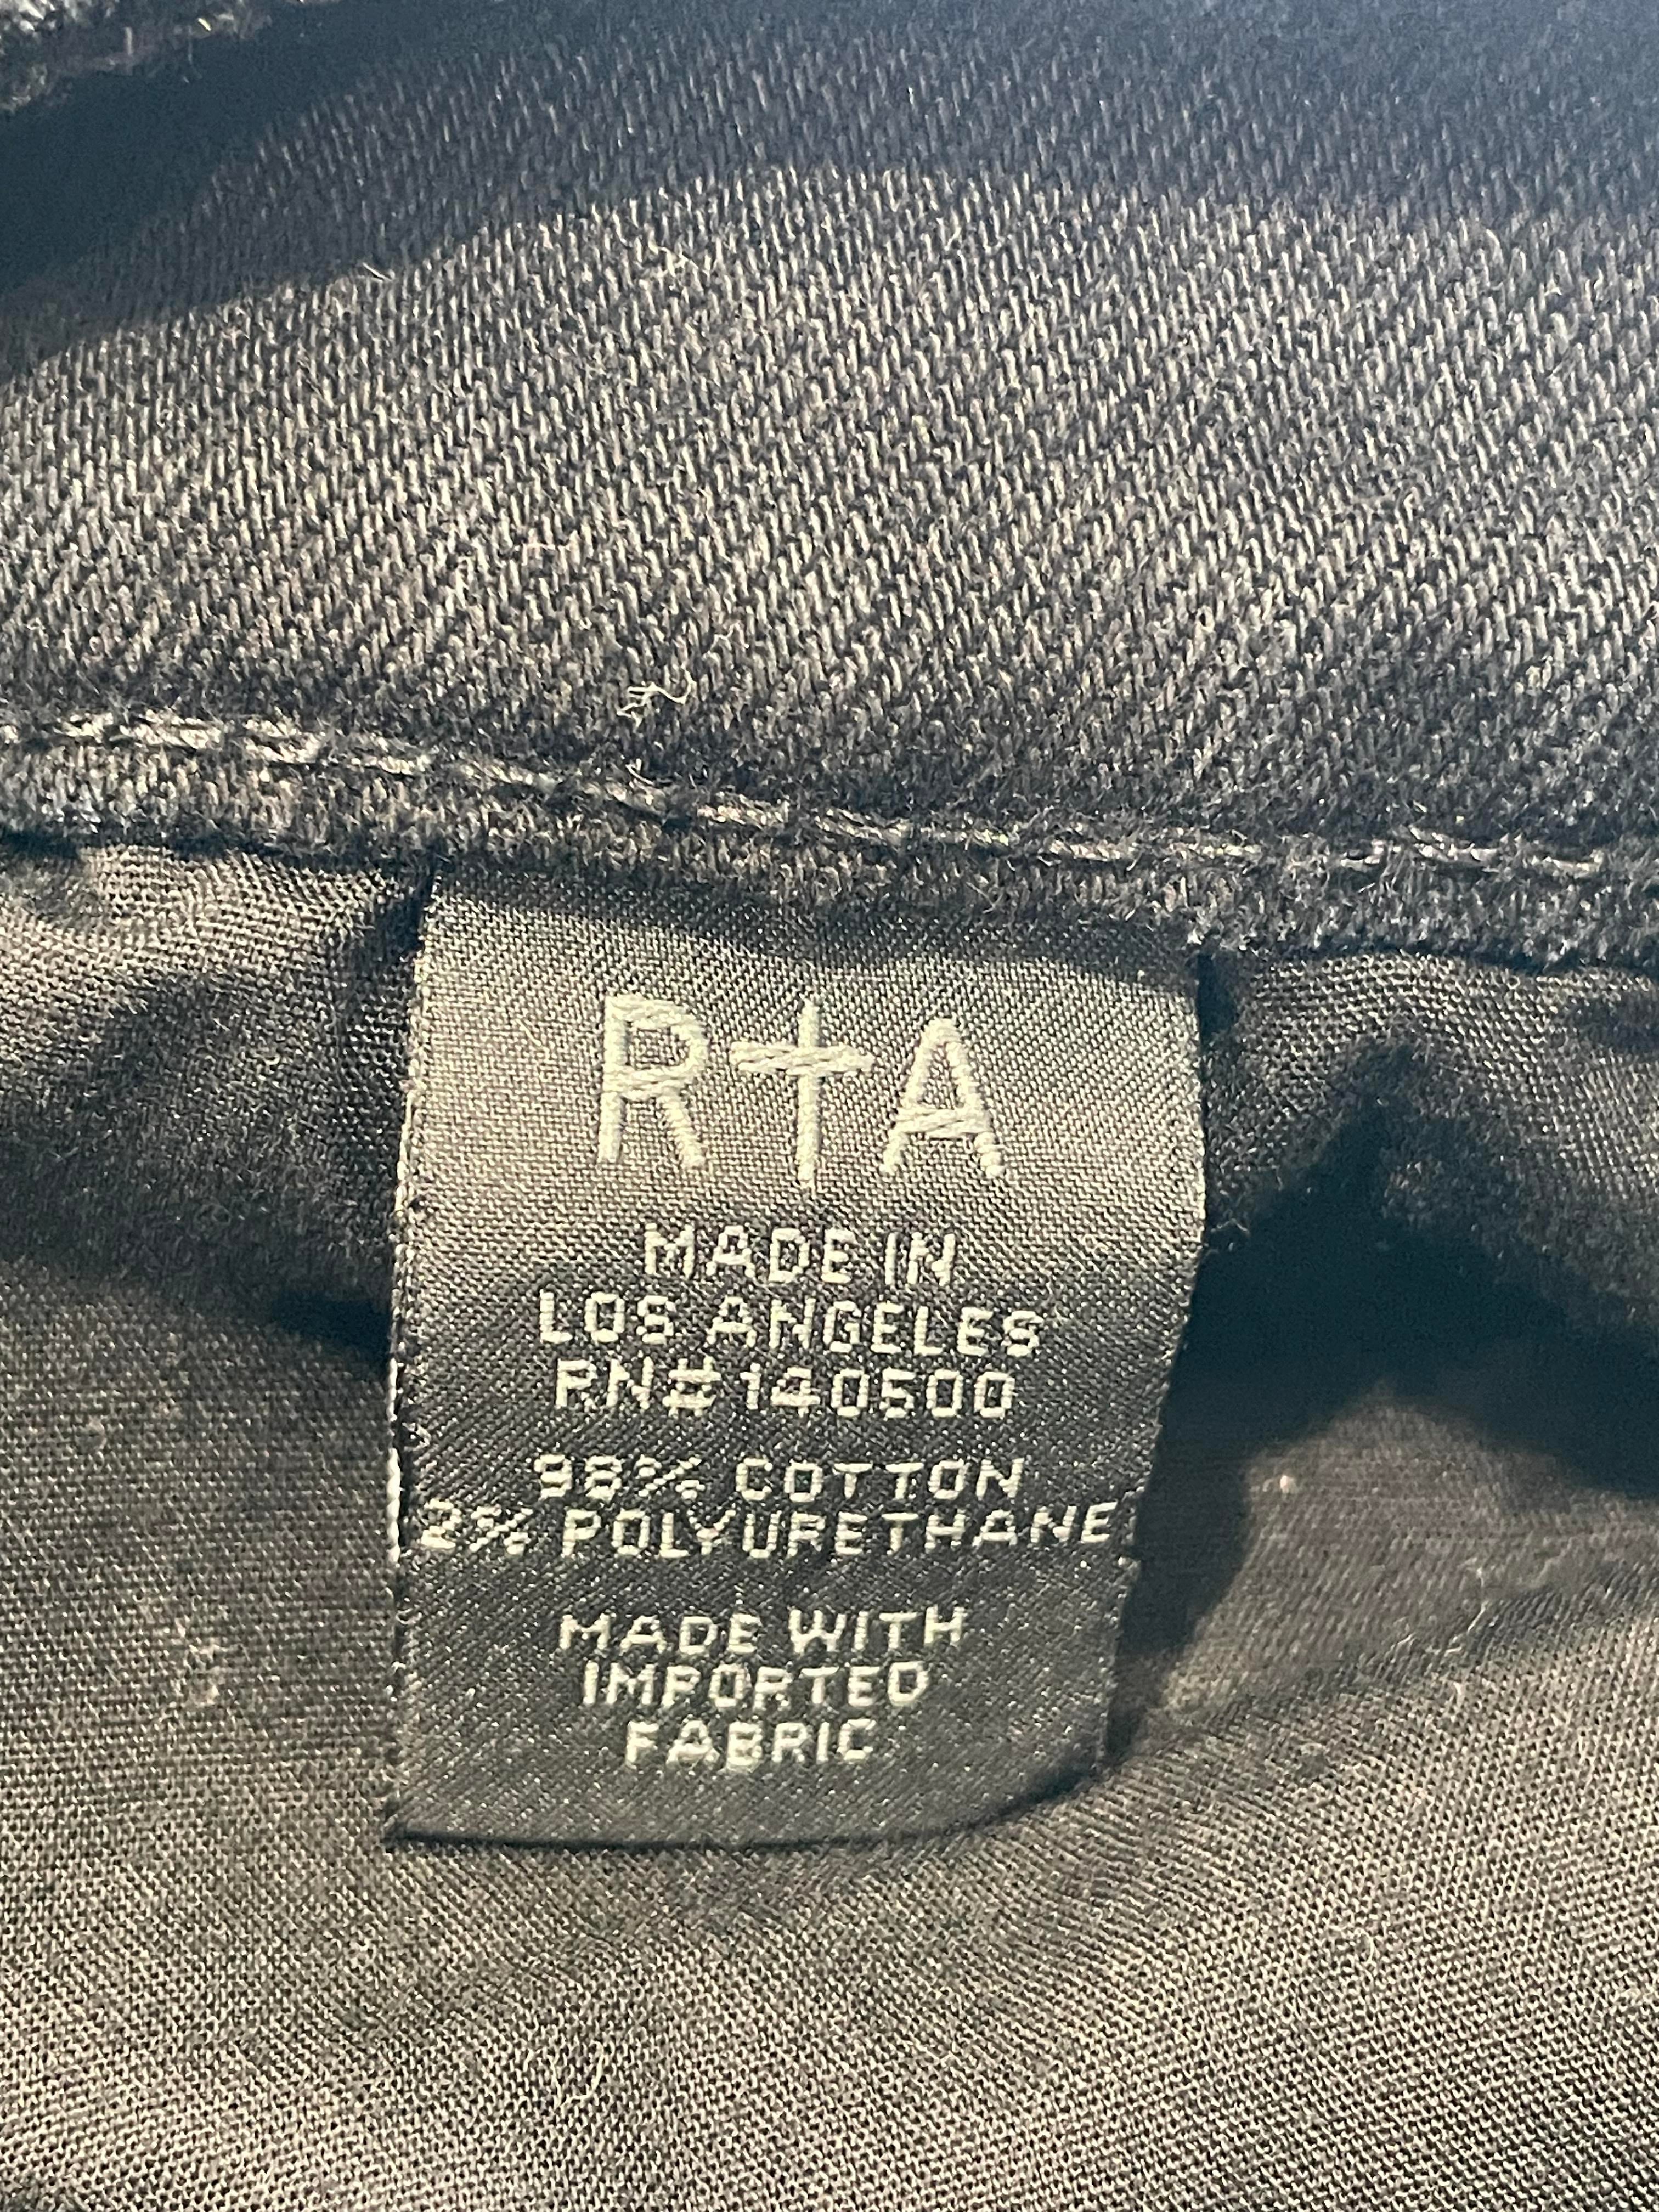 R†A
MADE IN
LOS ANGELES
RN#140500
98% COTTON
2% POLYURETHANE
MADE WITH
IMPORTED
FABRIC